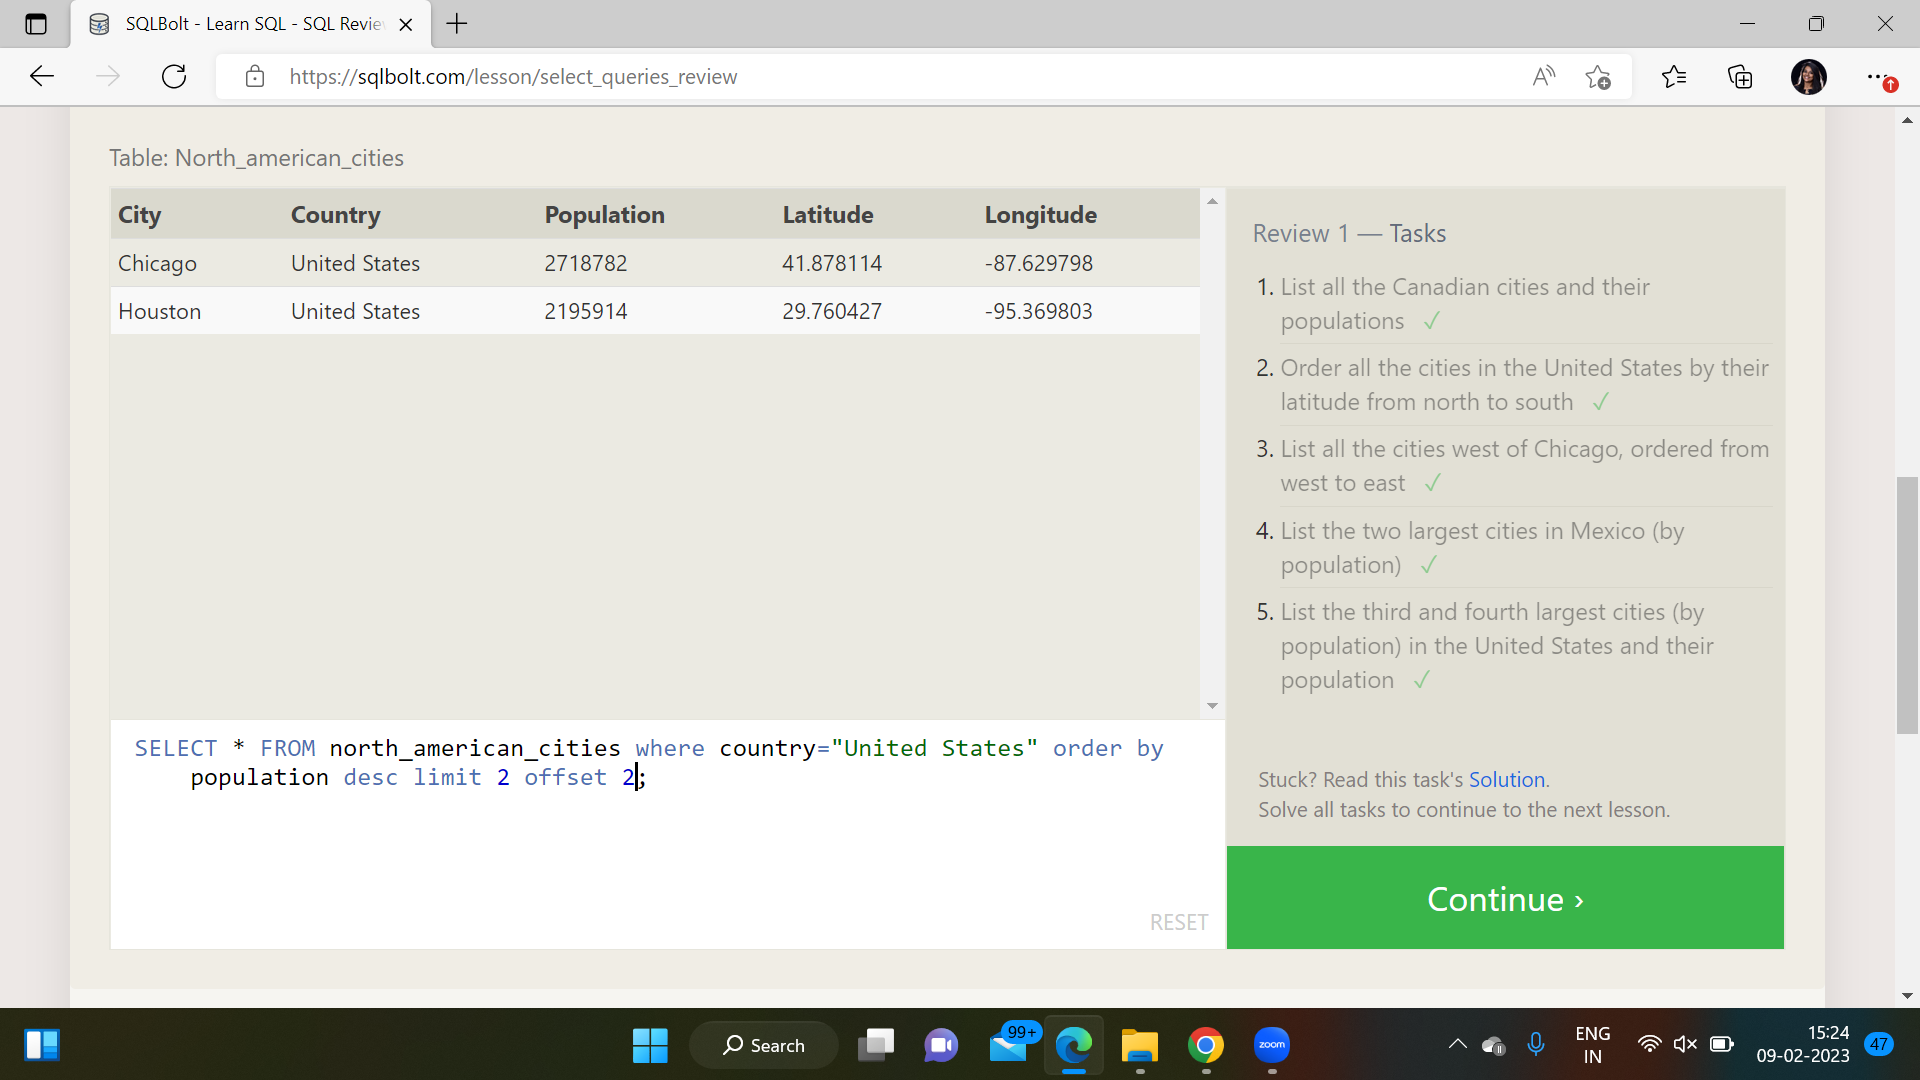 SQLBolt - Learn SQL - SQL Revie
https://sqlbolt.com/lesson/select_queries_review
Table: North_american_cities
City Country Population Latitude Longitude
Chicago United States 2718782 41.878114 -87.629798
Houston United States 2195914 29.760427 -95.369803
Review 1 — Tasks
1. List all the Canadian cities and their
populations ✓
2. Order all the cities in the United States by their
latitude from north to south ✓
3. List all the cities west of Chicago, ordered from
west to east ✓
4. List the two largest cities in Mexico (by
population) ✓
5. List the third and fourth largest cities (by
population) in the United States and their
population ✓
SELECT * FROM north_american_cities where country="United States" order by
population desc limit 2 offset 2;
RESET
Stuck? Read this task's Solution.
Solve all tasks to continue to the next lesson.
Continue ›
Search
99+
zoom
ENG
IN
15:24
09-02-2023
47